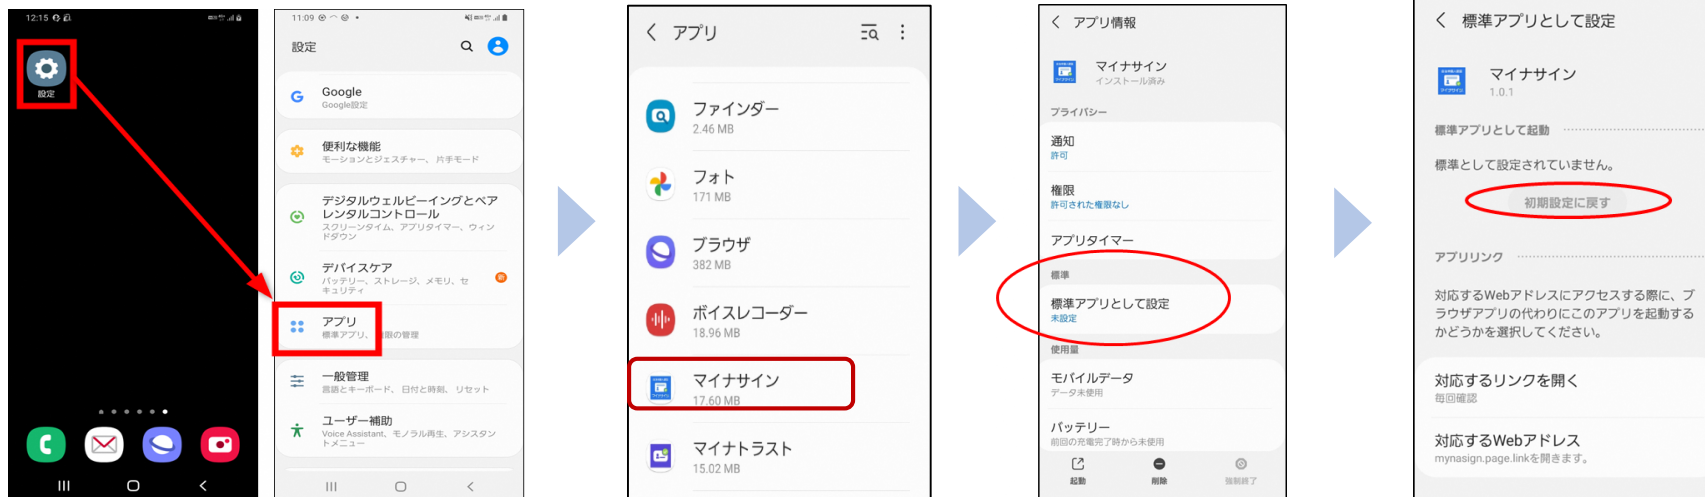 12:15
設定
11:09
設定
Google
Google設定
便利な機能
モーションとジェスチャー、 片手モード
デジタルウェルビーイングとペア
レンタルコントロール
スクリーンタイム、アプリタイマー、ウィン
ドダウン
デバイスケア
バッテリー、ストレージ、メモリ、セ
キュリティ
アプリ
標準アプリ、 限の管理
一般管理
言語とキーボード、 日付と時刻、 リセット
ユーザー補助
Voice Assistant、モノラル再生、アシスタン
トメニュー
アプリ
ファインダー
2.46 MB
フォト
171 MB
ブラウザ
382 MB
ボイスレコーダー
18.96 MB
マイナサイン
17.60 MB
マイナトラスト
15.02 MB
アプリ情報
マイナサイン
インストール済み
プライバシー
通知
許可
権限
許可された権限なし
アプリタイマー
標準
標準アプリとして設定
未設定
使用量
モバイルデータ
データ未使用
バッテリー
前回の充電完了時から未使用
起動
削除
強制終了
標準アプリとして設定
マイナサイン
1.0.1
標準アプリとして起動
標準として設定されていません。
初期設定に戻す
アプリリンク
対応するWebアドレスにアクセスする際に、ブ
ラウザアプリの代わりにこのアプリを起動する
かどうかを選択してください。
対応するリンクを開く
毎回確認
対応するWebアドレス
mynasign.page.linkを開きます。